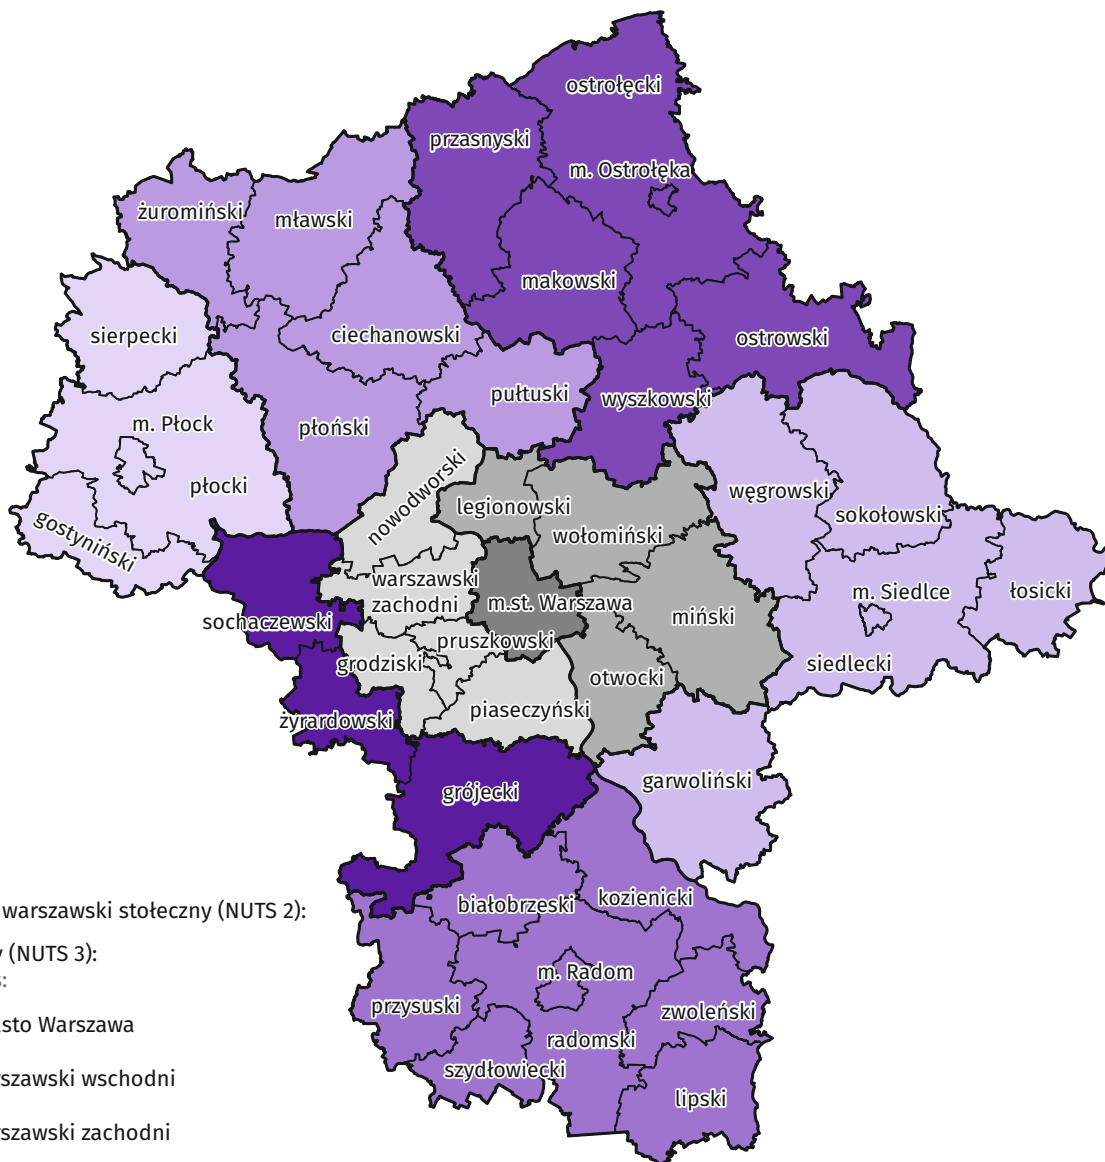 ostrołęcki
przasnyski
m. Ostrołęka
żuromiński
mławski
makowski
sierpecki
ciechanowski
ostrowski
pułtuski
wyszkowski
m. Płock
płoński
nowodworski
węgrowski
płocki
legionowski
sokołowski
gostyniński
wołomiński
warszawski
zachodni
m.st. Warszawa
m. Siedlce
łosicki
sochaczewski
miński
pruszkowski
grodziski
siedlecki
otwocki
żyrardowski
piaseczyński
garwoliński
grójecki
kozienicki
białobrzeski
warszawski stołeczny (NUTS 2):
(NUTS 3):
m. Radom
przysuski
zwoleński
asto Warszawa
radomski
szydłowiecki
rszawski wschodni
lipski
rszawski zachodni